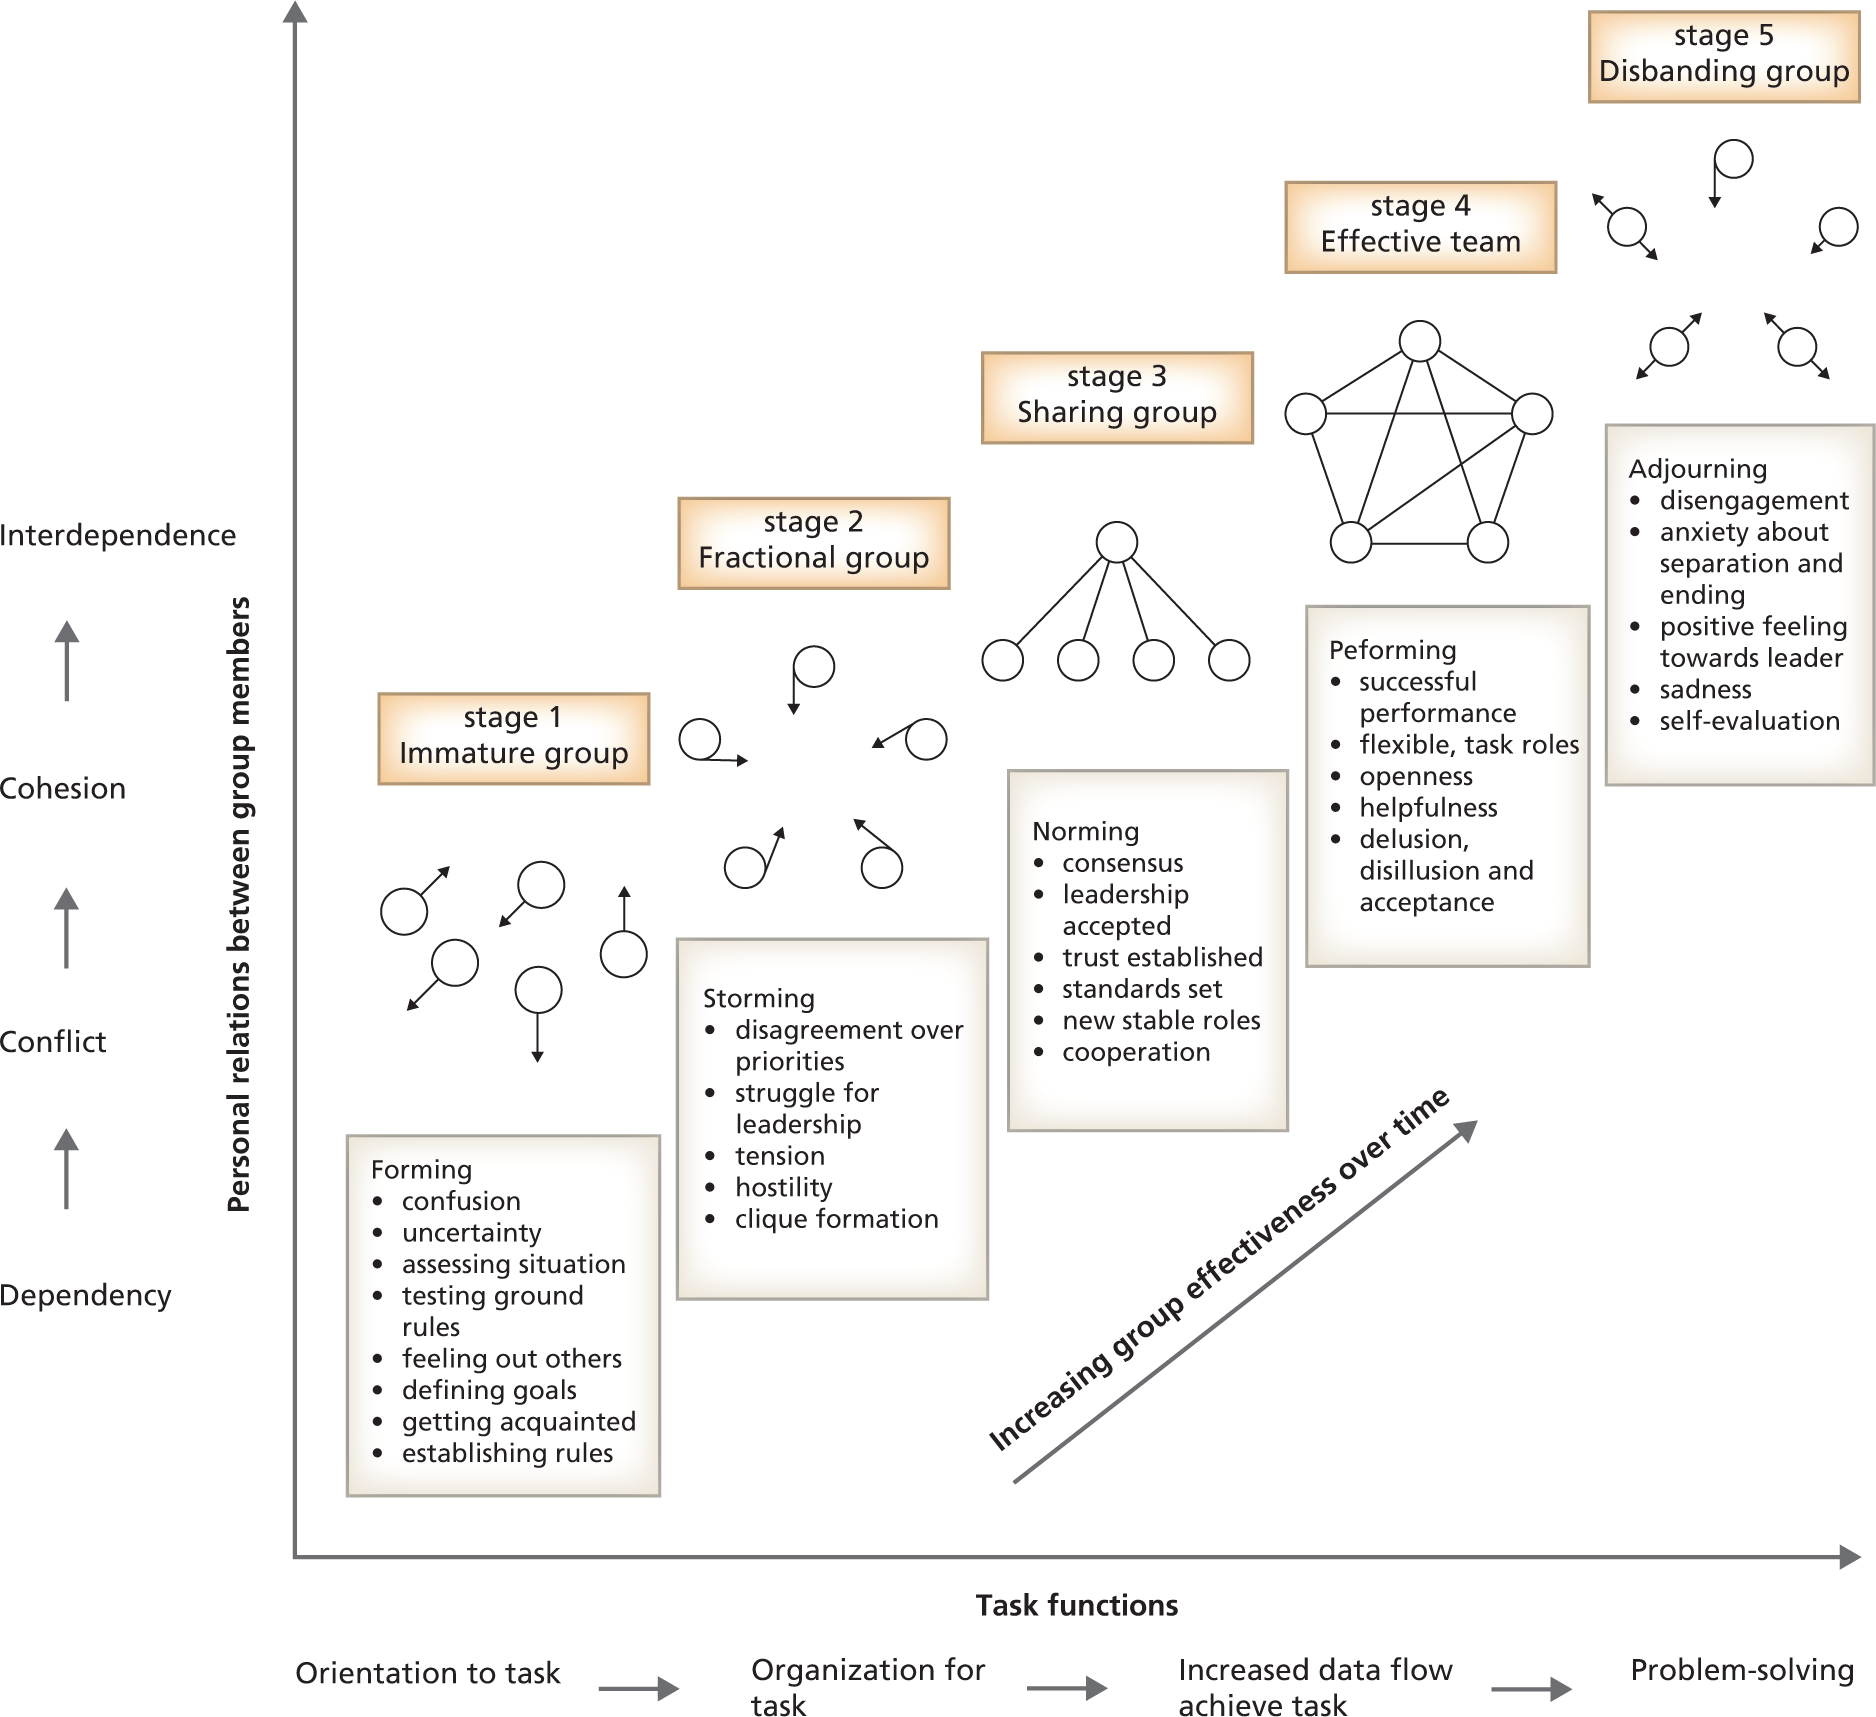 stage 5
Disbanding group
stage 4
Effective team
stage 3
Sharing group
stage 2
Fractional group
stage 1
Immature group
Interdependence
Cohesion
Conflict
Dependency
Personal relations between group members
Forming
• confusion
• uncertainty
• assessing situation
• testing ground
rules
• feeling out others
• defining goals
• getting acquainted
• establishing rules
Storming
• disagreement over
priorities
• struggle for
leadership
• tension
• hostility
• clique formation
Norming
• consensus
• leadership
accepted
• trust established
• standards set
• new stable roles
• cooperation
Peforming
• successful
performance
• flexible, task roles
• openness
• helpfulness
• delusion,
disillusion and
acceptance
Adjourning
• disengagement
• anxiety about
separation and
ending
• positive feeling
towards leader
• sadness
• self-evaluation
Increasing group effectiveness over time
Task functions
Orientation to task
Organization for
task
Increased data flow
achieve task
Problem-solving